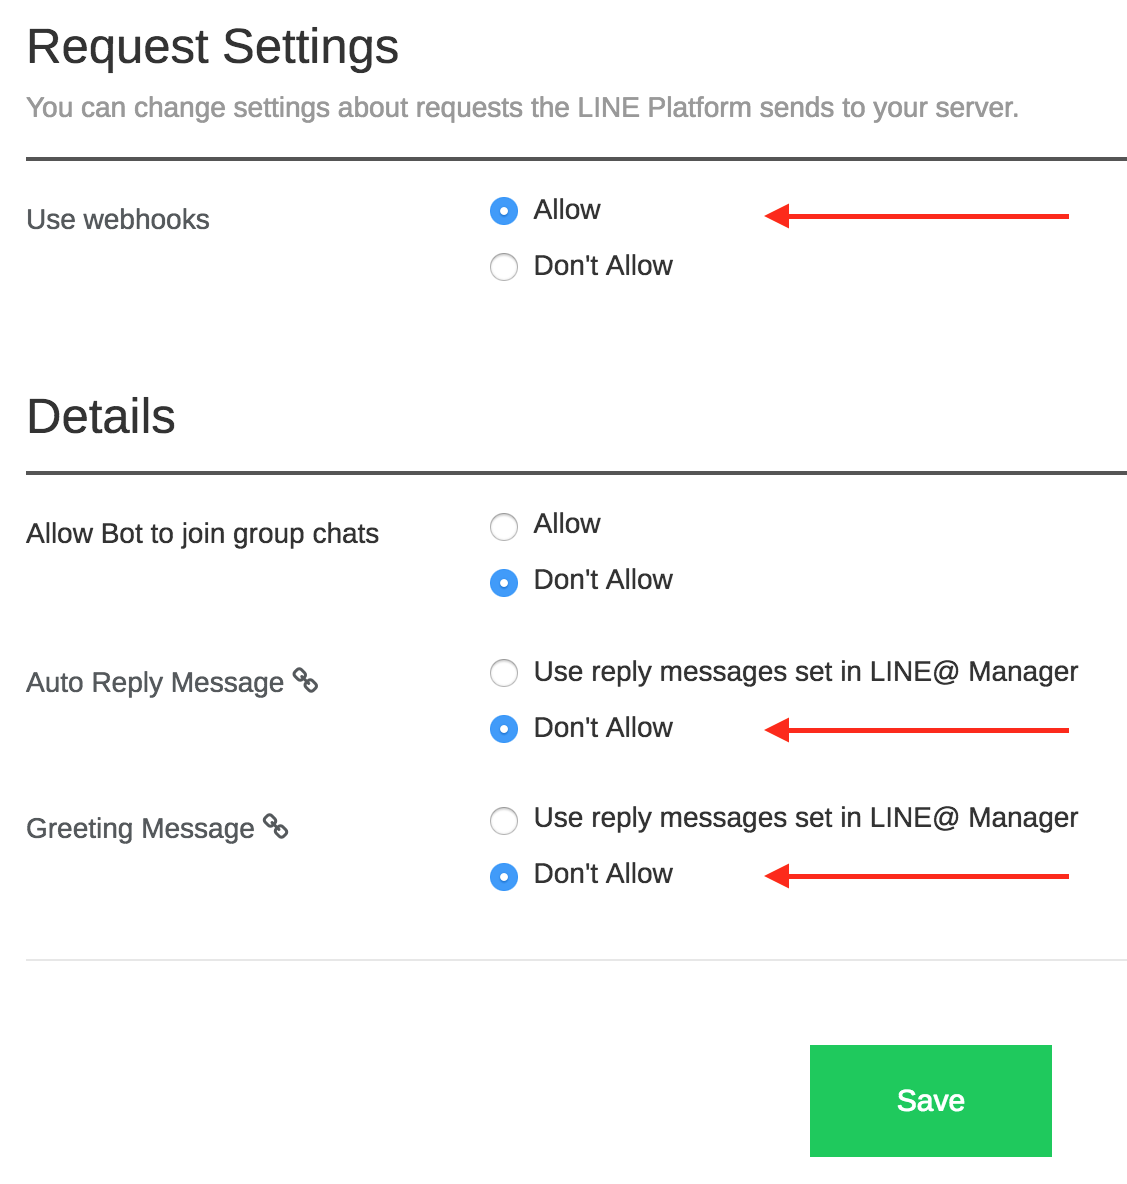 Request Settings
You can change settings about requests the LINE Platform sends to your server.
Use webhooks
Allow
Don't Allow
Details
Allow Bot to join group chats
Allow
Don't Allow
Auto Reply Message
Use reply messages set in LINE@ Manager
Don't Allow
Greeting Message
Use reply messages set in LINE@ Manager
Don't Allow
Save